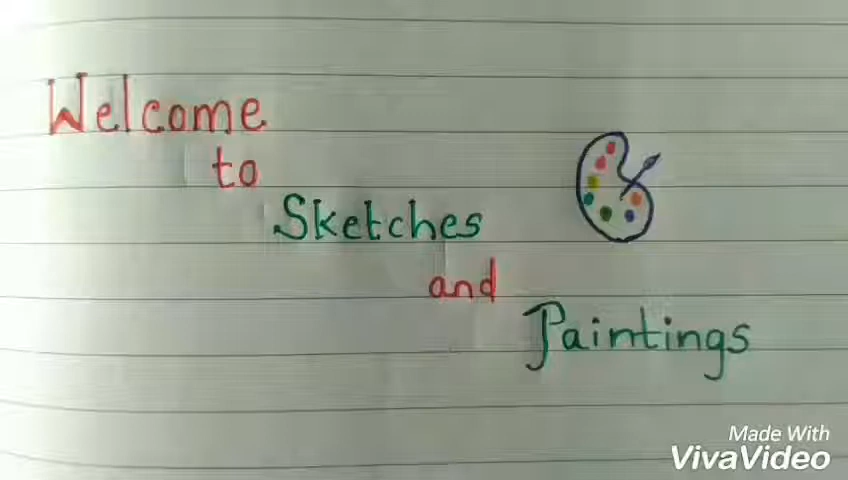 Welcome
to
Sketches
and
Paintings
Made With
VivaVideo